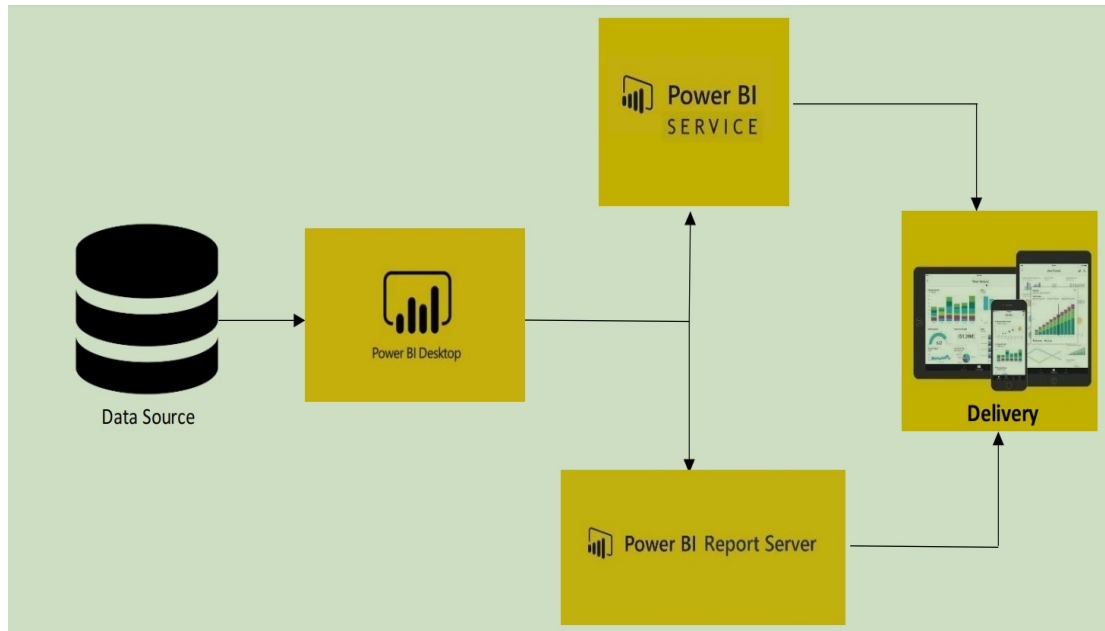 Power BI
SERVICE
Data Source
Power BI Desktop
Delivery
Power BI Report Server